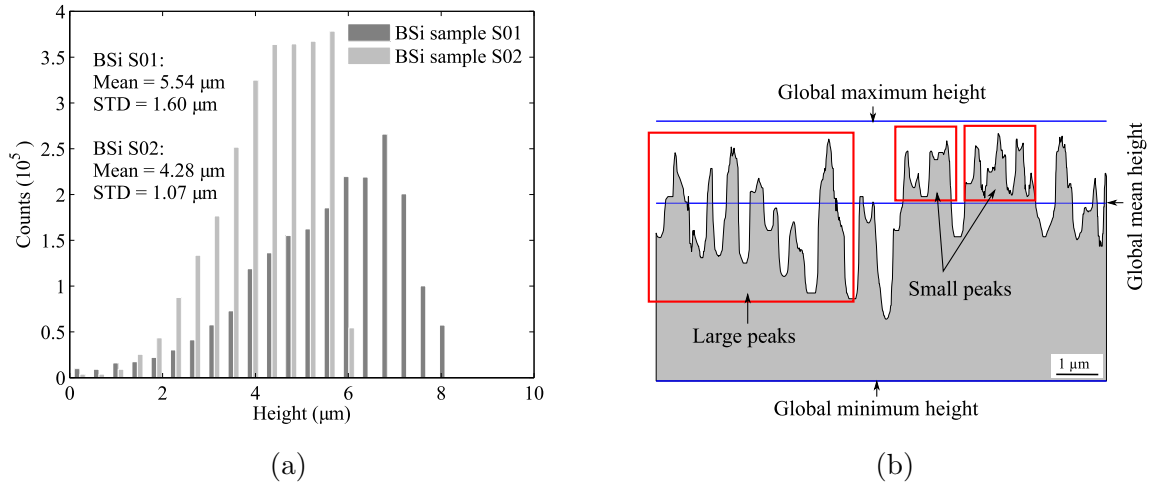 4
3.5
3
2.5
2
1.5
1
0.5
0
Counts (10⁵)
BSi S01:
Mean = 5.54 μm
STD = 1.60 μm
BSi S02:
Mean = 4.28 μm
STD = 1.07 μm
BSi sample S01
BSi sample S02
0 2 4 6 8 10
Height (μm)
(a)
Global maximum height
Global mean height
Small peaks
Large peaks
1 μm
Global minimum height
(b)